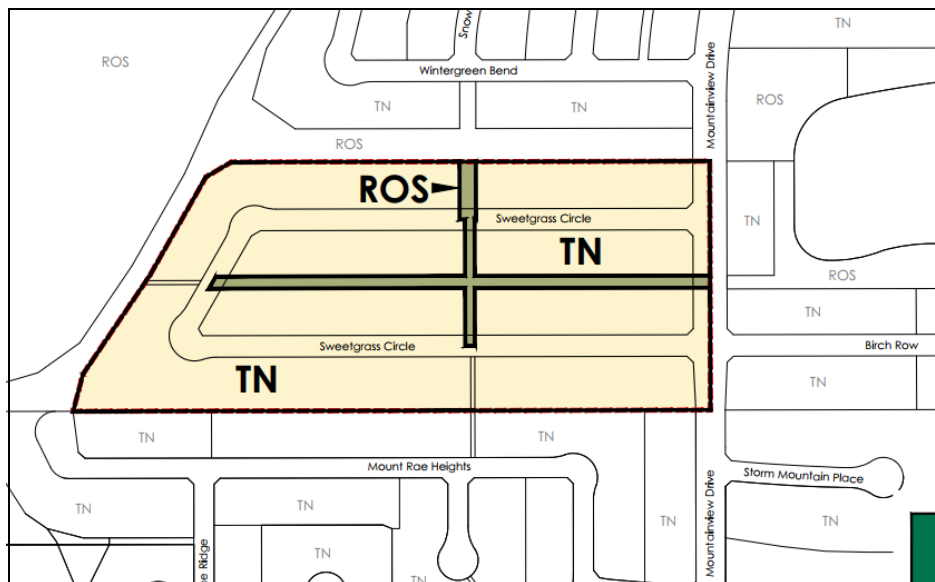 TN
Snow
ROS
Wintergreen Bend
Mountainview Drive
TN
TN
ROS
ROS
ROS
Sweetgrass Circle
TN
TN
ROS
TN
Sweetgrass Circle
Birch Row
TN
TN
TN
TN
Mount Rae Heights
Storm Mountain Place
Mountainview Drive
TN
TN
TN
TN
TN
TN
Ridge